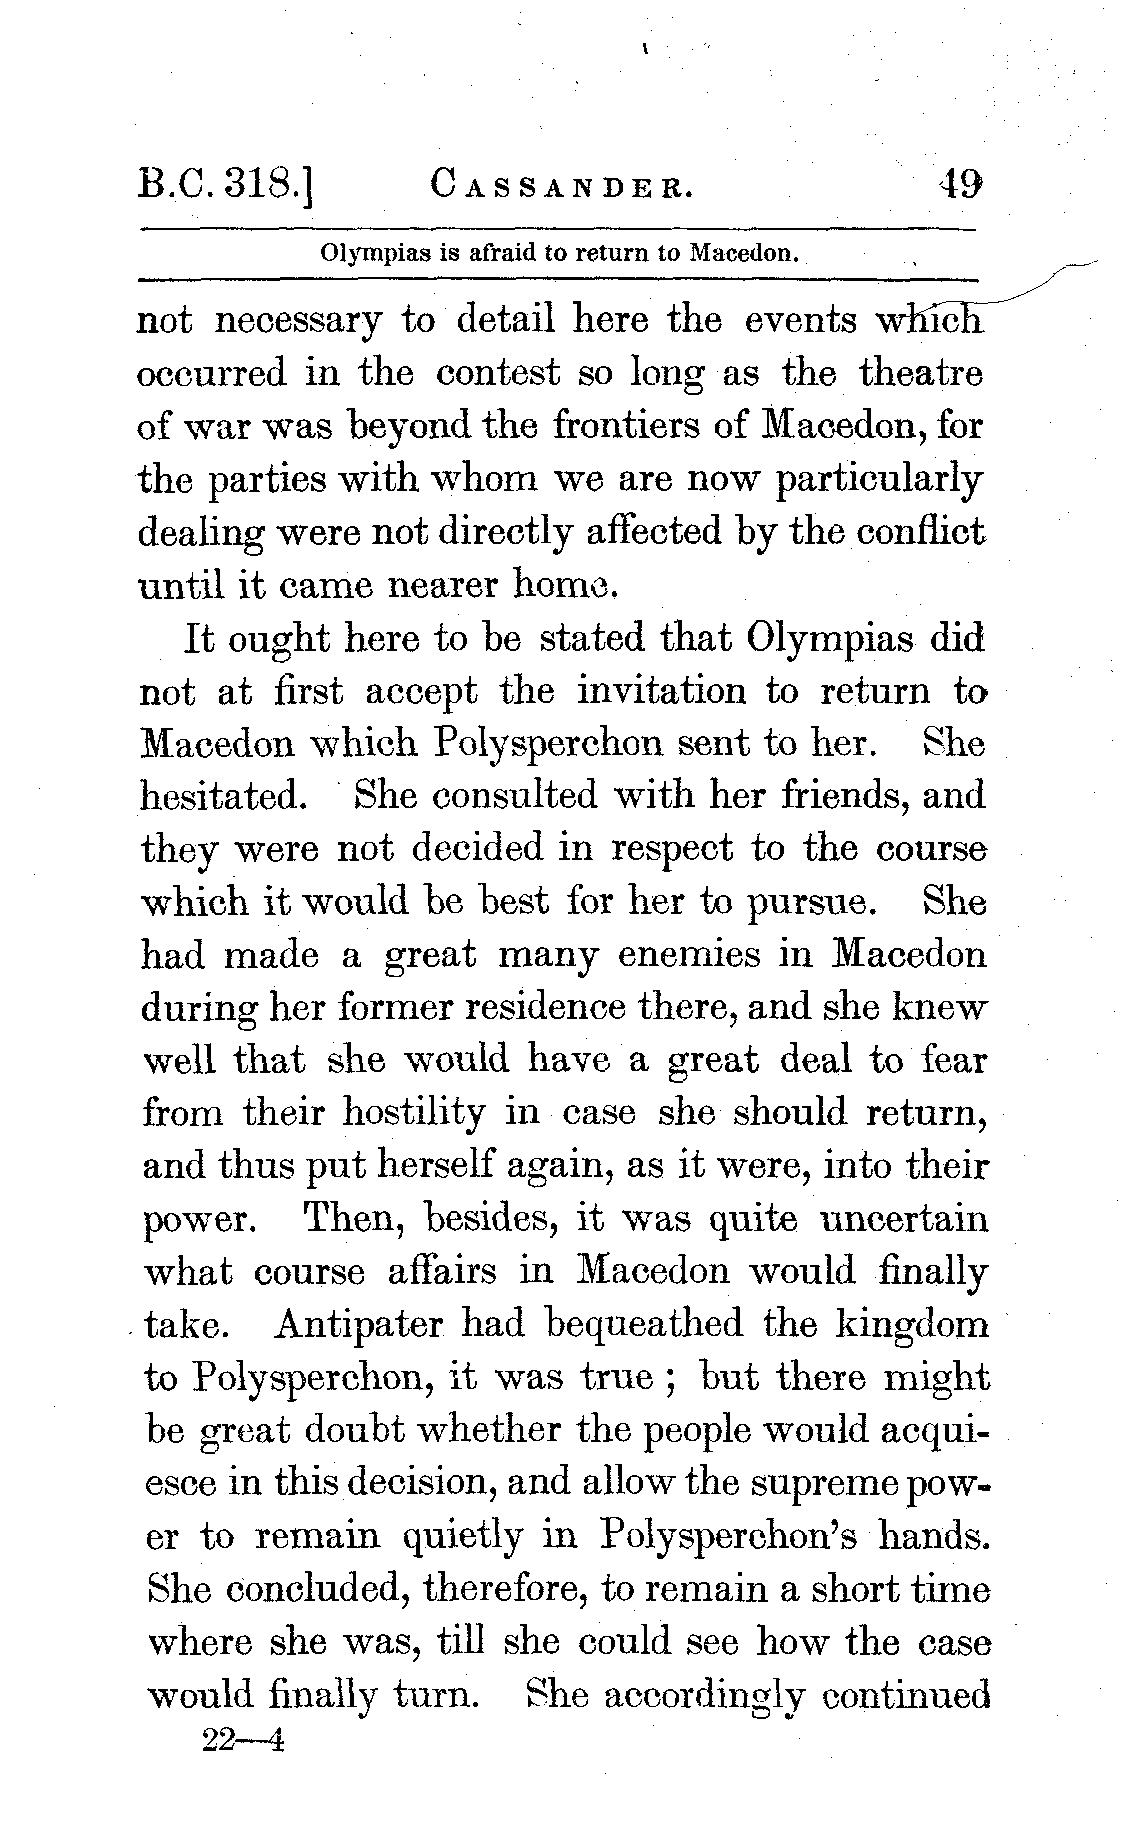 B.C. 318.] CASSANDER. 49
Olympias is afraid to return to Macedon.
not necessary to detail here the events which
occurred in the contest so long as the theatre
of war was beyond the frontiers of Macedon, for
the parties with whom we are now particularly
dealing were not directly affected by the conflict
until it came nearer home.
It ought here to be stated that Olympias did
not at first accept the invitation to return to
Macedon which Polysperchon sent to her. She
hesitated. She consulted with her friends, and
they were not decided in respect to the course
which it would be best for her to pursue. She
had made a great many enemies in Macedon
during her former residence there, and she knew
well that she would have a great deal to fear
from their hostility in case she should return,
and thus put herself again, as it were, into their
power. Then, besides, it was quite uncertain
what course affairs in Macedon would finally
take. Antipater had bequeathed the kingdom
to Polysperchon, it was true ; but there might
be great doubt whether the people would acqui-
esce in this decision, and allow the supreme pow-
er to remain quietly in Polysperchon's hands.
She concluded, therefore, to remain a short time
where she was, till she could see how the case
would finally turn. She accordingly continued
22—4